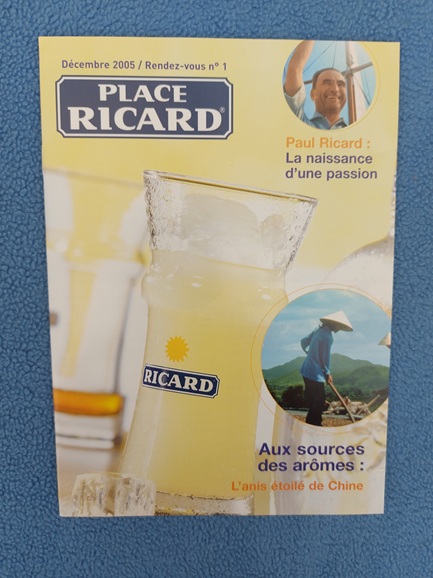 Décembre 2005 / Rendez-vous n° 1
PLACE
RICARD®
Paul Ricard :
La naissance
d'une passion
RICARD
Aux sources
des arômes :
L'anis étoilé de Chine